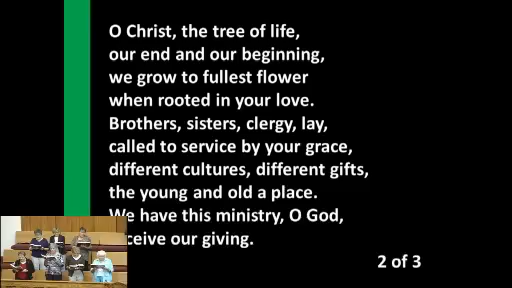 O Christ, the tree of life,
our end and our beginning,
we grow to fullest flower
when rooted in your love.
Brothers, sisters, clergy, lay,
called to service by your grace,
different cultures, different gifts,
the young and old a place.
We have this ministry, O God,
receive our giving.
2 of 3